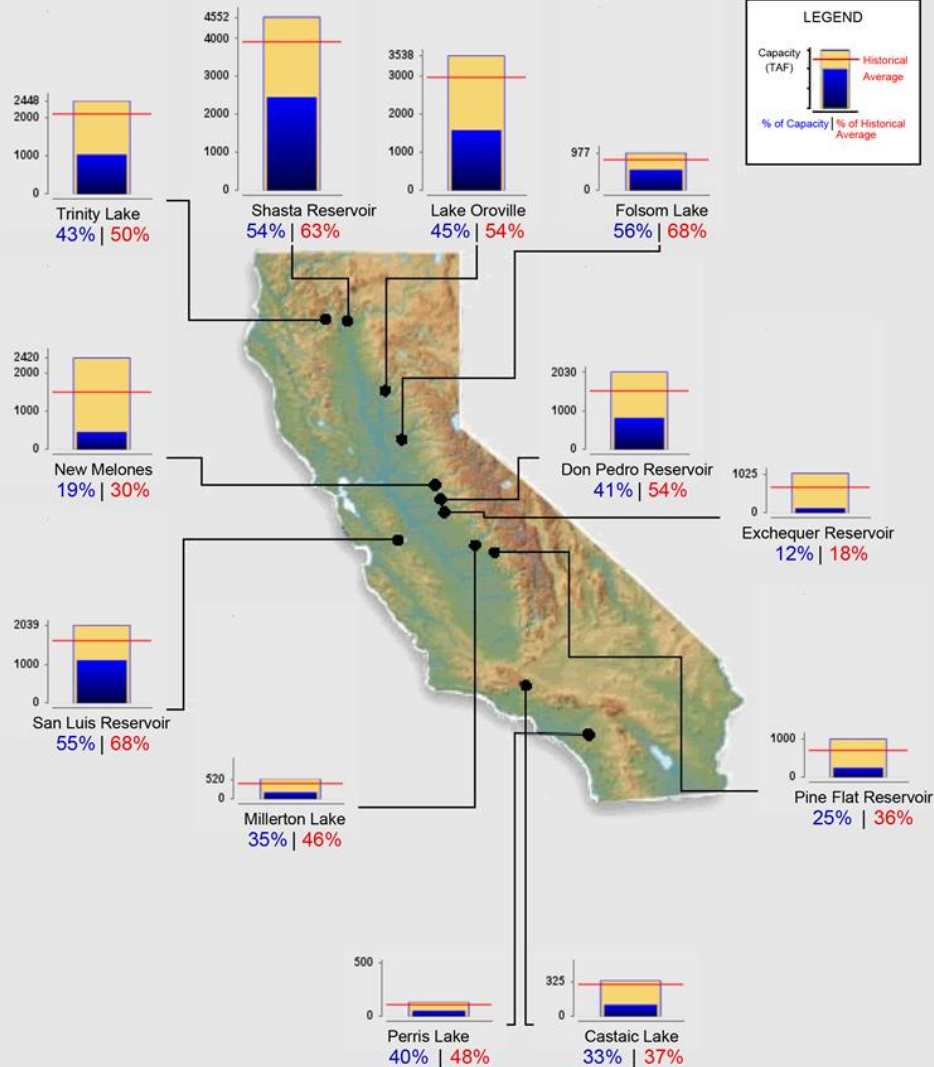 4552
4000
3000
2000
1000
0
Shasta Reservoir
54% | 63%
3538
3000
2000
1000
0
Lake Oroville
45% | 54%
LEGEND
Capacity
(TAF)
Historical
Average
% of Capacity | % of Historical
Average
2448
2000
1000
0
Trinity Lake
43% | 50%
977
0
Folsom Lake
56% | 68%
2420
2000
1000
0
New Melones
19% | 30%
2030
1000
0
Don Pedro Reservoir
41% | 54%
1025
0
Exchequer Reservoir
12% | 18%
2039
1000
0
San Luis Reservoir
55% | 68%
520
0
Millerton Lake
35% | 46%
1000
0
Pine Flat Reservoir
25% | 36%
500
0
Perris Lake
40% | 48%
325
0
Castaic Lake
33% | 37%